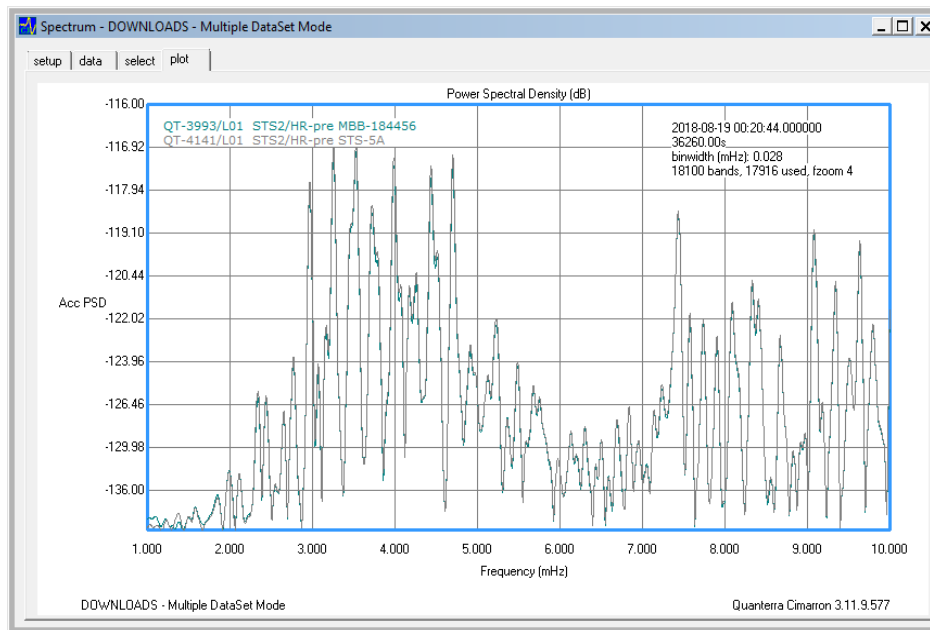 Spectrum - DOWNLOADS - Multiple DataSet Mode
setup data select plot
Power Spectral Density (dB)
QT-3993/L01 STS2/HR-pre MBB-184456
QT-4141/L01 STS2/HR-pre STS-5A
2018-08-19 00:20:44.000000
36260.00s
binwidth (mHz): 0.028
18100 bands, 17916 used, fzoom 4
-116.00
-116.92
-117.94
-119.10
-120.44
Acc PSD
-122.02
-123.96
-126.46
-129.98
-136.00
1.000 2.000 3.000 4.000 5.000 6.000 7.000 8.000 9.000 10.000
Frequency (mHz)
DOWNLOADS - Multiple DataSet Mode
Quanterra Cimarron 3.11.9.577